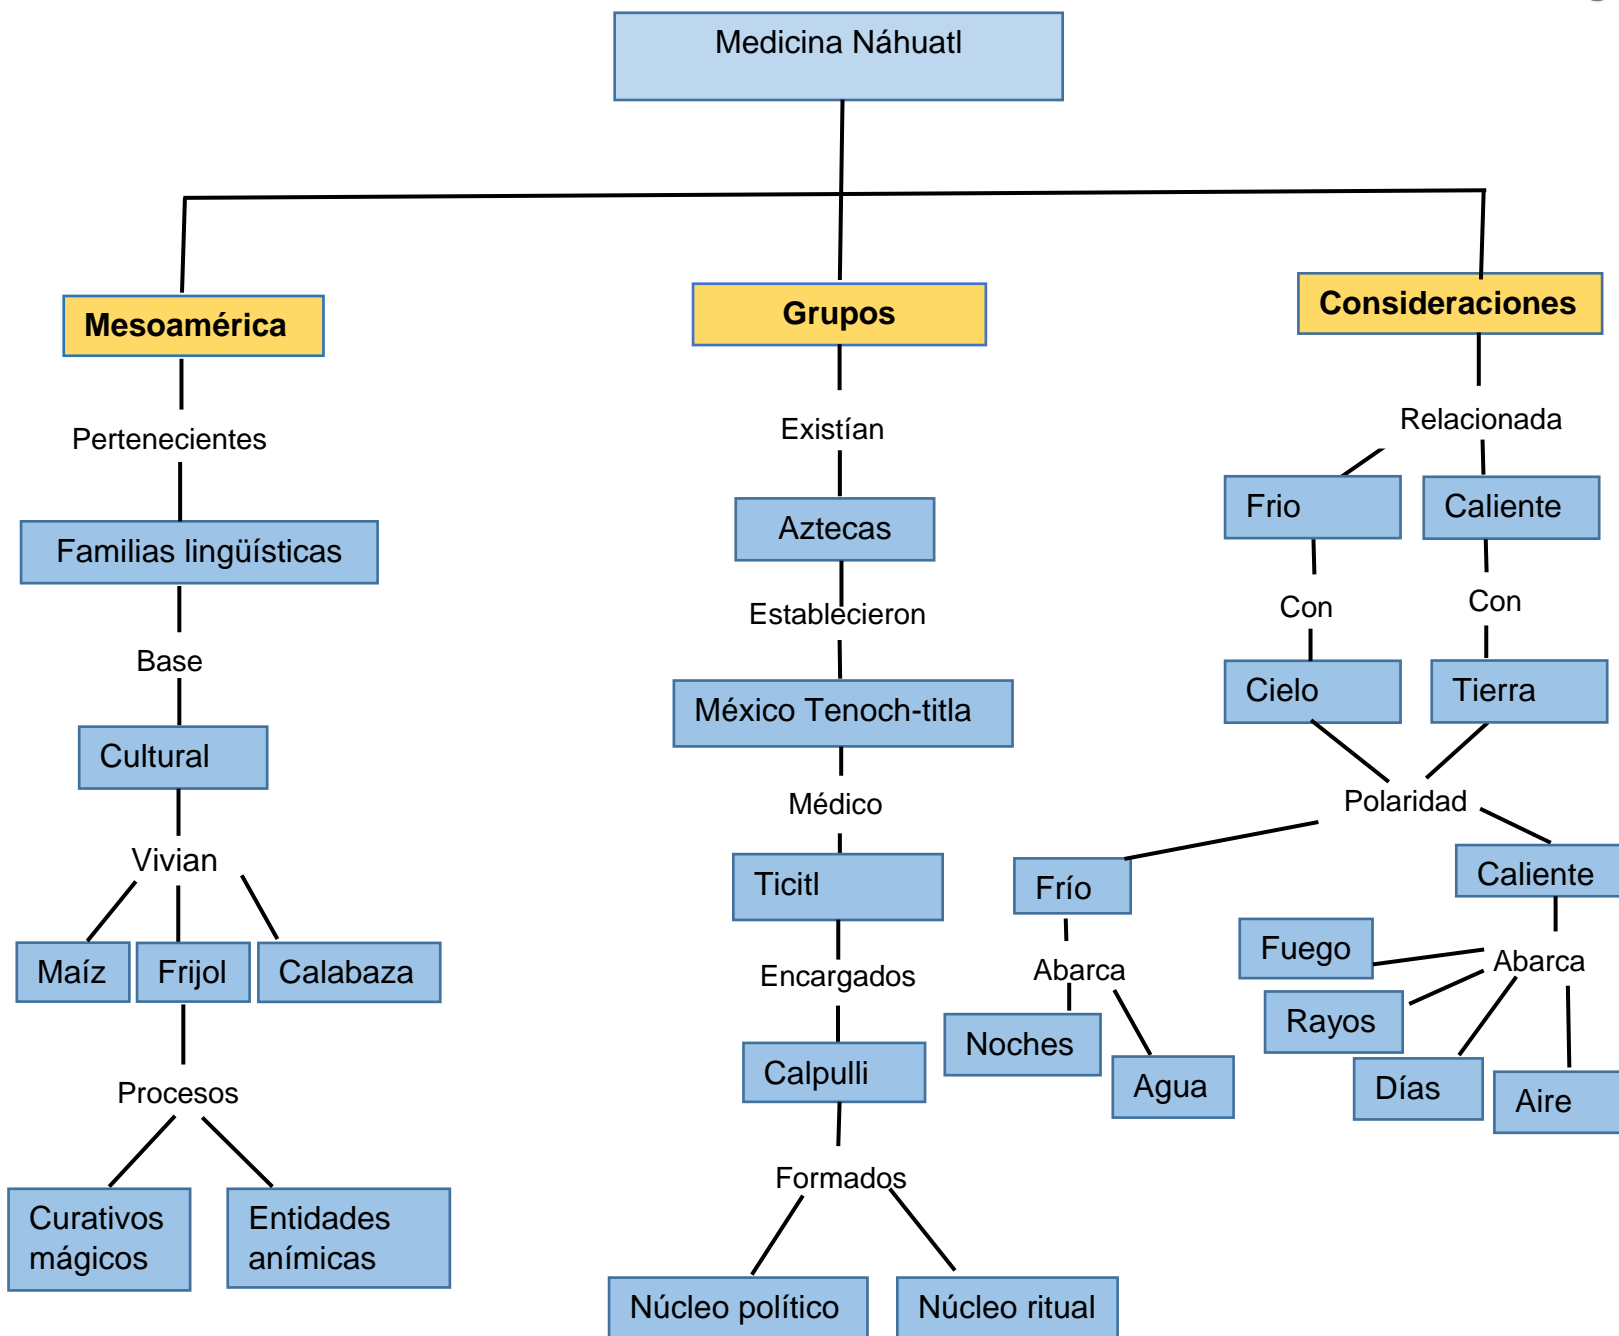 Medicina Náhuatl
Mesoamérica
Grupos
Consideraciones
Pertenecientes
Existían
Relacionada
Familias lingüísticas
Aztecas
Frio
Caliente
Base
Establecieron
Con
Con
Cultural
México Tenoch-titla
Cielo
Tierra
Vivian
Médico
Polaridad
Maíz
Frijol
Calabaza
Ticitl
Frío
Caliente
Procesos
Encargados
Abarca
Fuego
Abarca
Rayos
Curativos
mágicos
Entidades
anímicas
Calpulli
Noches
Agua
Días
Aire
Formados
Núcleo político
Núcleo ritual